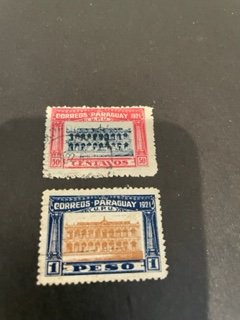 CORREOS PARAGUAY 1921
U.P.U.
50 CENTAVOS 50
CORREOS PARAGUAY 1921
U.P.U.
1 PESO 1